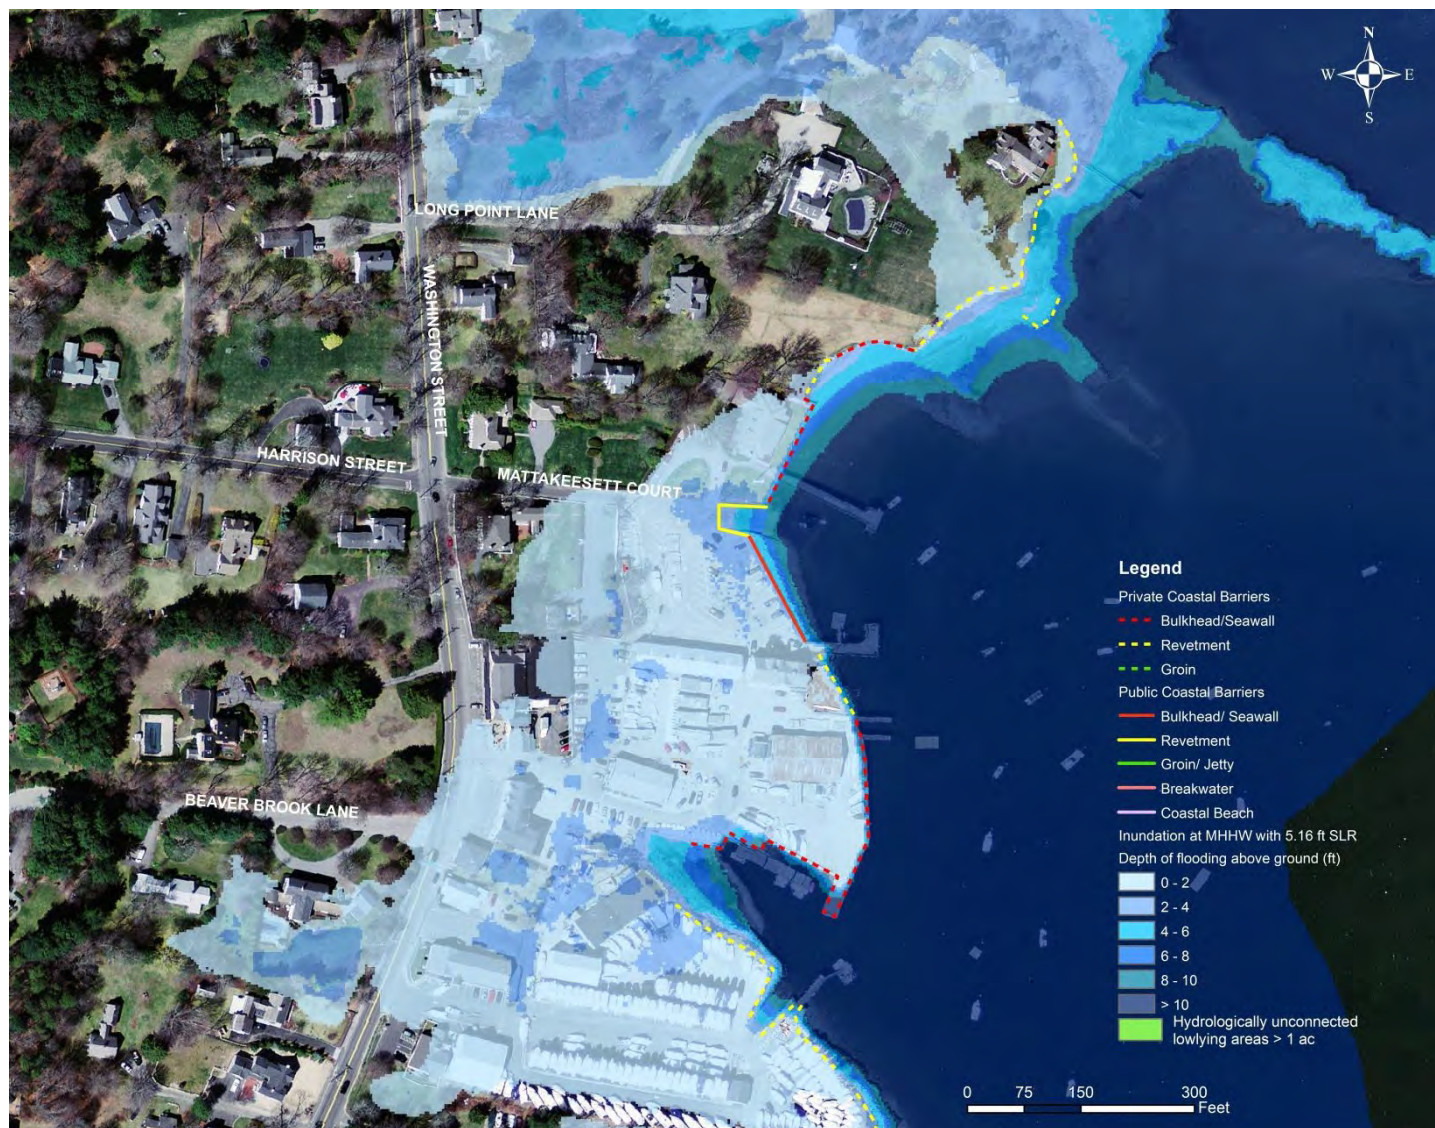 N
W E
S
LONG POINT LANE
WASHINGTON STREET
HARRISON STREET
MATTAKEESETT COURT
BEAVER BROOK LANE
Legend
Private Coastal Barriers
Bulkhead/Seawall
Revetment
Groin
Public Coastal Barriers
Bulkhead/ Seawall
Revetment
Groin/ Jetty
Breakwater
Coastal Beach
Inundation at MHHW with 5.16 ft SLR
Depth of flooding above ground (ft)
0 - 2
2 - 4
4 - 6
6 - 8
8 - 10
> 10
Hydrologically unconnected
lowlying areas > 1 ac
0 75 150 300
Feet